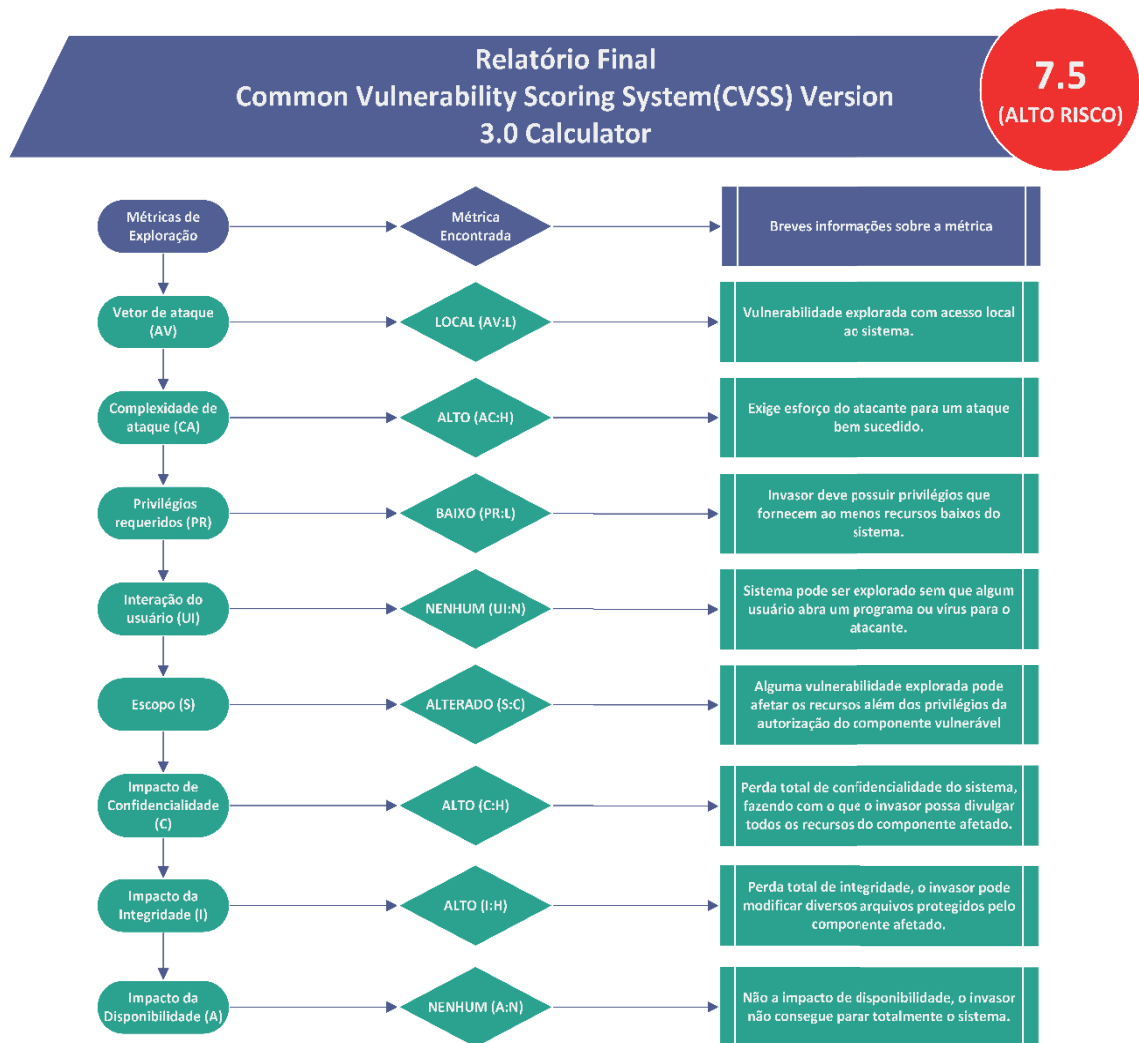 Relatório Final
Common Vulnerability Scoring System(CVSS) Version
3.0 Calculator
7.5
(ALTO RISCO)
Métricas de
Exploração
Métrica
Encontrada
Breves informações sobre a métrica
Vetor de ataque
(AV)
LOCAL (AV:L)
Vulnerabilidade explorada com acesso local
ao sistema.
Complexidade de
ataque (CA)
ALTO (AC:H)
Exige esforço do atacante para um ataque
bem sucedido.
Privilégios
requeridos (PR)
BAIXO (PR:L)
Invasor deve possuir privilégios que
fornecem ao menos recursos baixos do
sistema.
Interação do
usuário (UI)
NENHUM (UI:N)
Sistema pode ser explorado sem que algum
usuário abra um programa ou vírus para o
atacante.
Escopo (S)
ALTERADO (S:C)
Alguma vulnerabilidade explorada pode
afetar os recursos além dos privilégios da
autorização do componente vulnerável
Impacto de
Confidencialidade
(C)
ALTO (C:H)
Perda total de confidencialidade do sistema,
fazendo com o que o invasor possa divulgar
todos os recursos do componente afetado.
Impacto da
Integridade (I)
ALTO (I:H)
Perda total de integridade, o invasor pode
modificar diversos arquivos protegidos pelo
componente afetado.
Impacto da
Disponibilidade (A)
NENHUM (A:N)
Não a impacto de disponibilidade, o invasor
não consegue parar totalmente o sistema.